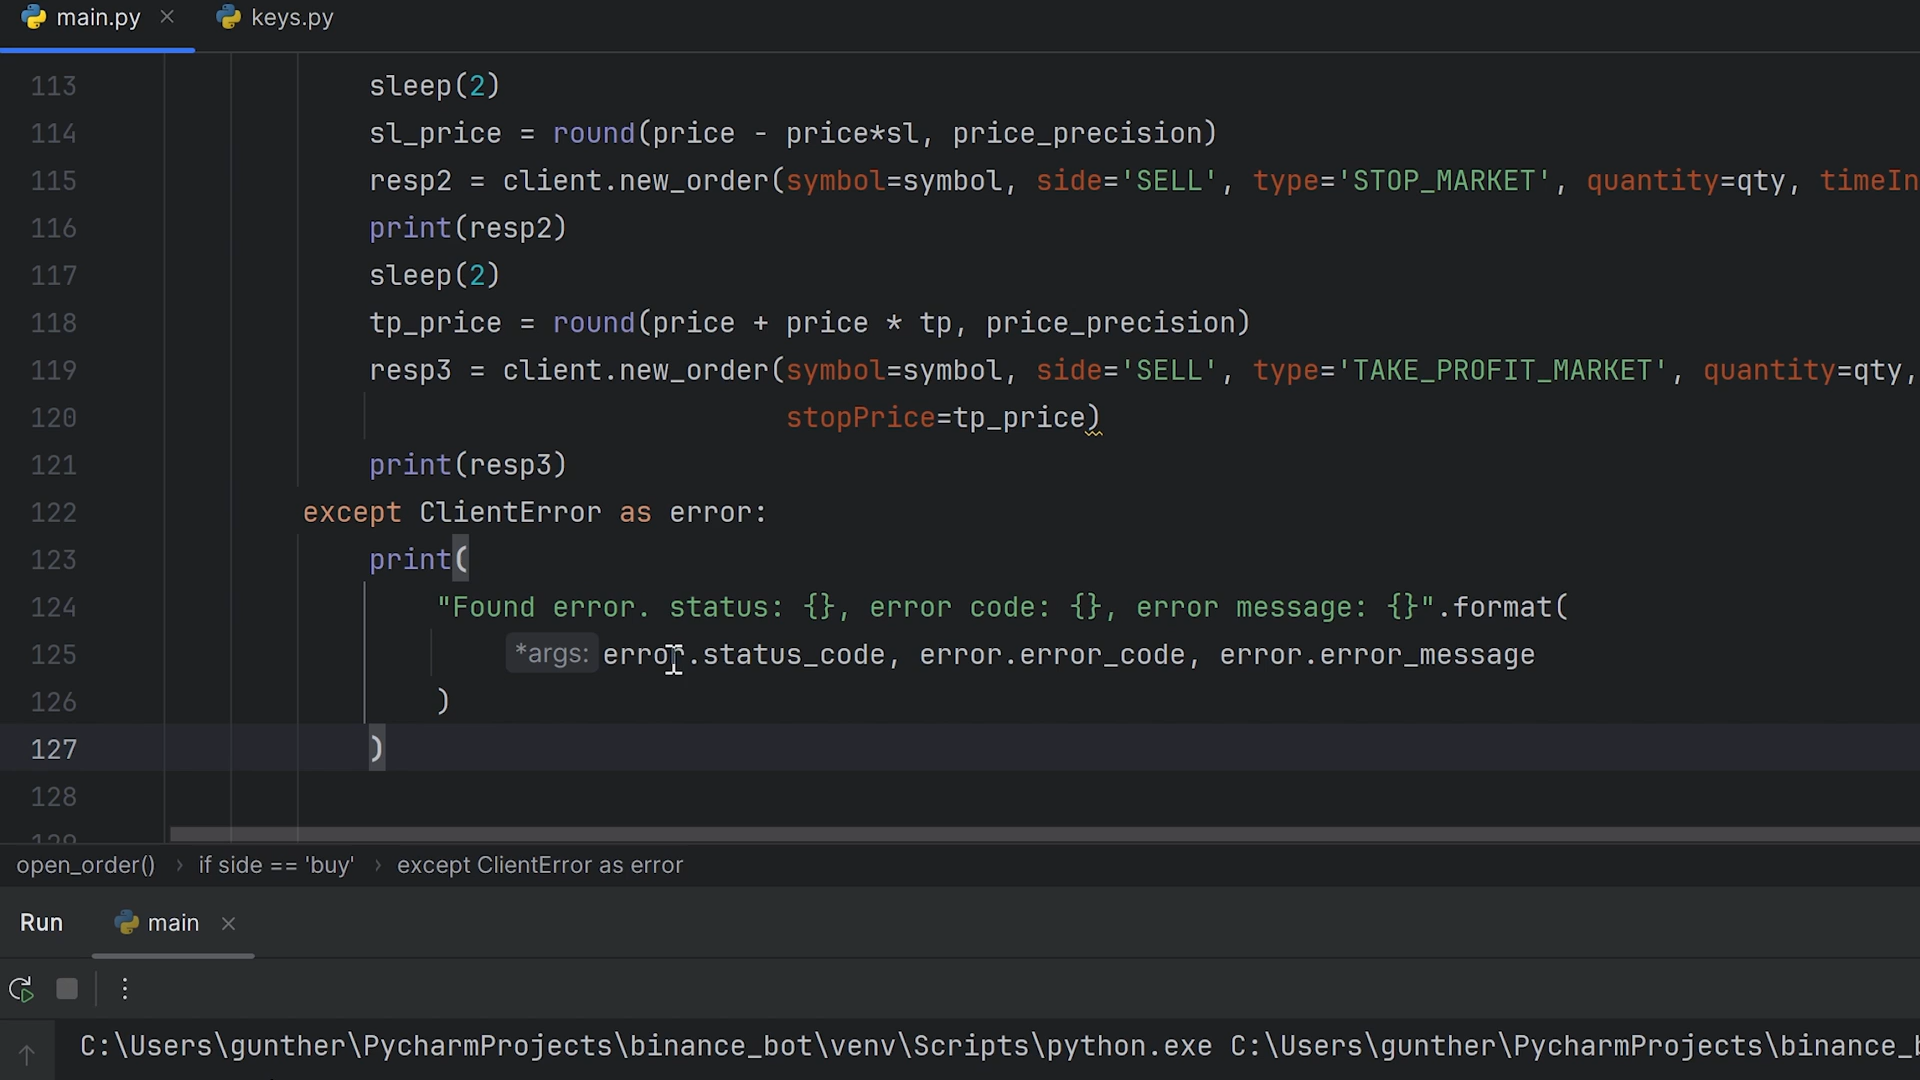 main.py
keys.py
113 sleep(2)
114 sl_price = round(price - price*sl, price_precision)
115 resp2 = client.new_order(symbol=symbol, side='SELL', type='STOP_MARKET', quantity=qty, timeIn
116 print(resp2)
117 sleep(2)
118 tp_price = round(price + price * tp, price_precision)
119 resp3 = client.new_order(symbol=symbol, side='SELL', type='TAKE_PROFIT_MARKET', quantity=qty,
120 stopPrice=tp_price)
121 print(resp3)
122 except ClientError as error:
123 print(
124 "Found error. status: {}, error code: {}, error message: {}".format(
125 *args: error.status_code, error.error_code, error.error_message
126 )
127 )
128
open_order() › if side == 'buy' › except ClientError as error
Run main
C:\Users\gunther\PycharmProjects\binance_bot\venv\Scripts\python.exe C:\Users\gunther\PycharmProjects\binance_